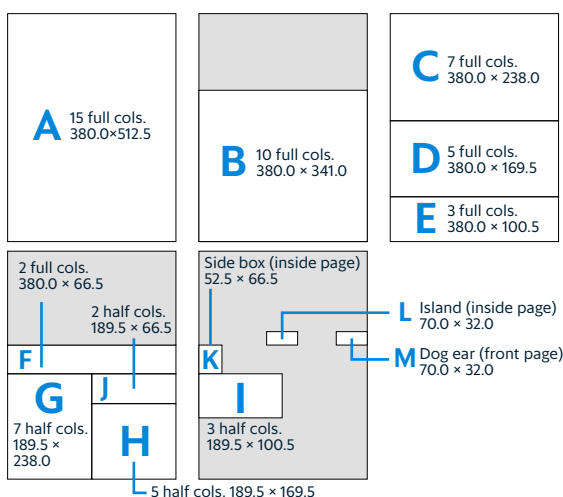 A
15 full cols.
380.0×512.5
B
10 full cols.
380.0 × 341.0
C
7 full cols.
380.0 × 238.0
D
5 full cols.
380.0 × 169.5
E
3 full cols.
380.0 × 100.5
2 full cols.
380.0 × 66.5
2 half cols.
189.5 × 66.5
F
G
7 half cols.
189.5 ×
238.0
J
H
5 half cols. 189.5 × 169.5
Side box (inside page)
52.5 × 66.5
K
I
3 half cols.
189.5 × 100.5
L
Island (inside page)
70.0 × 32.0
M
Dog ear (front page)
70.0 × 32.0